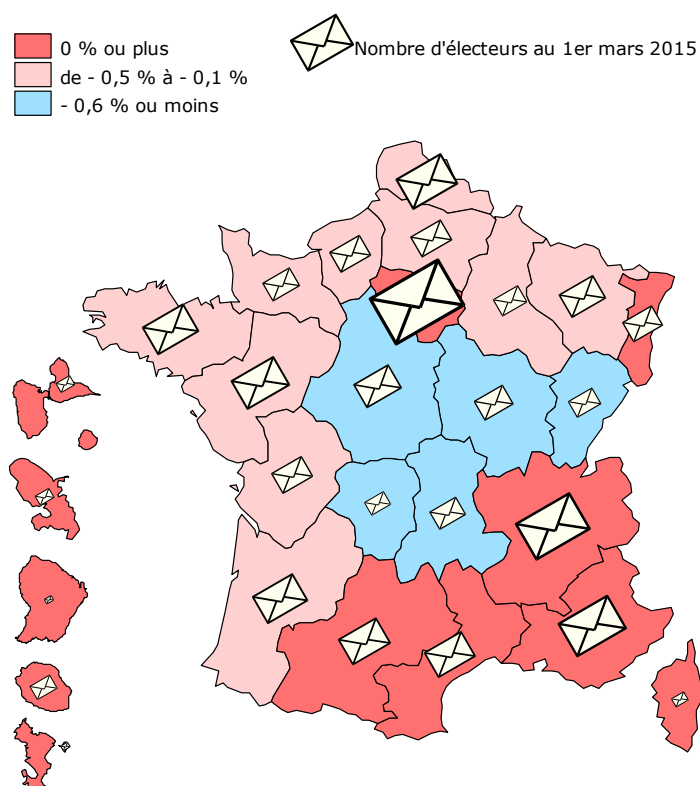 0 % ou plus
Nombre d'électeurs au 1er mars 2015
de - 0,5 % à - 0,1 %
- 0,6 % ou moins